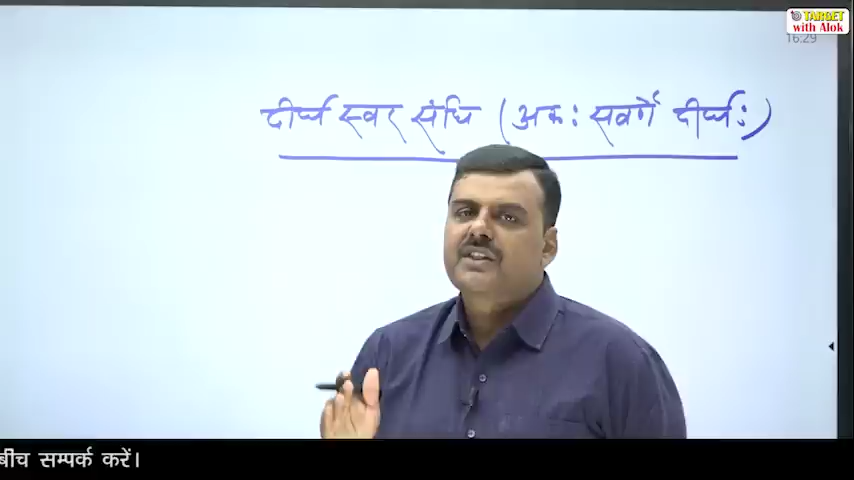 TARGET
with Alok
16:29
दीर्घ स्वर संधि (अकः सवर्णे दीर्घः)
बीच सम्पर्क करें।